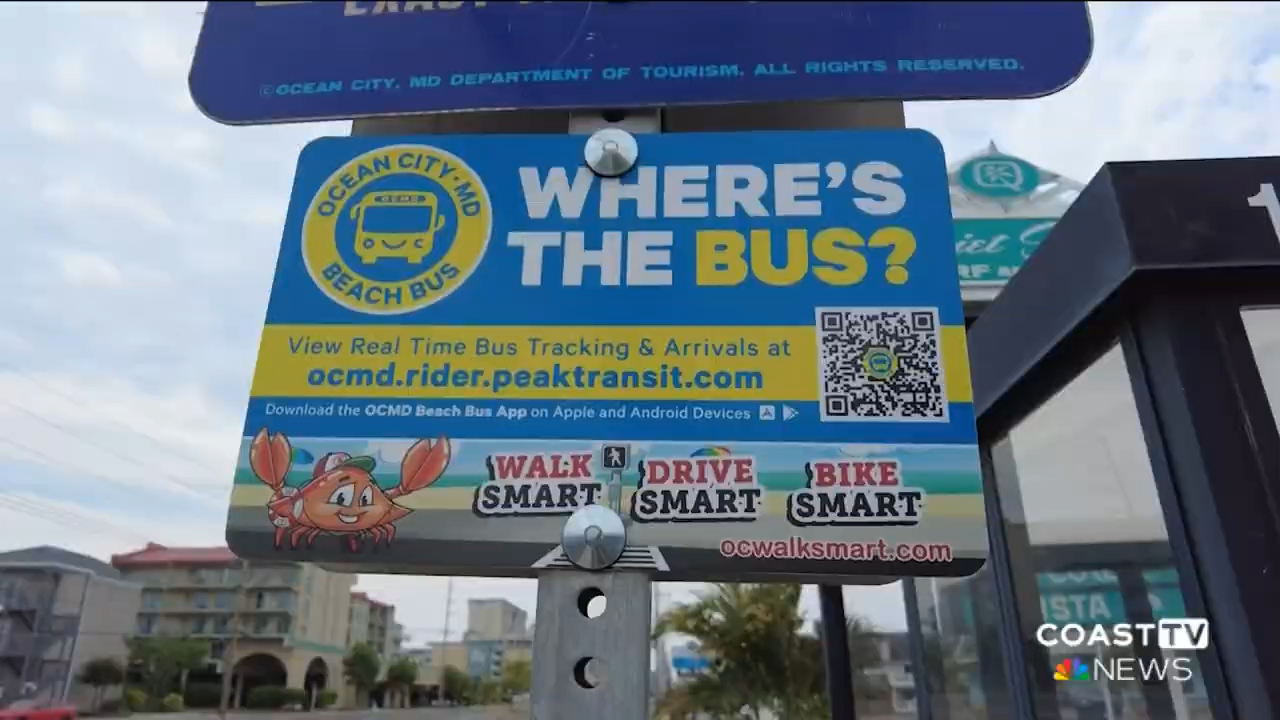 ©OCEAN CITY, MD DEPARTMENT OF TOURISM. ALL RIGHTS RESERVED.
OCEAN CITY - MD
OCMD
BEACH BUS
WHERE'S
THE BUS?
View Real Time Bus Tracking & Arrivals at
ocmd.rider.peaktransit.com
Download the OCMD Beach Bus App on Apple and Android Devices
WALK
SMART
DRIVE
SMART
BIKE
SMART
ocwalksmart.com
COAST TV
NEWS